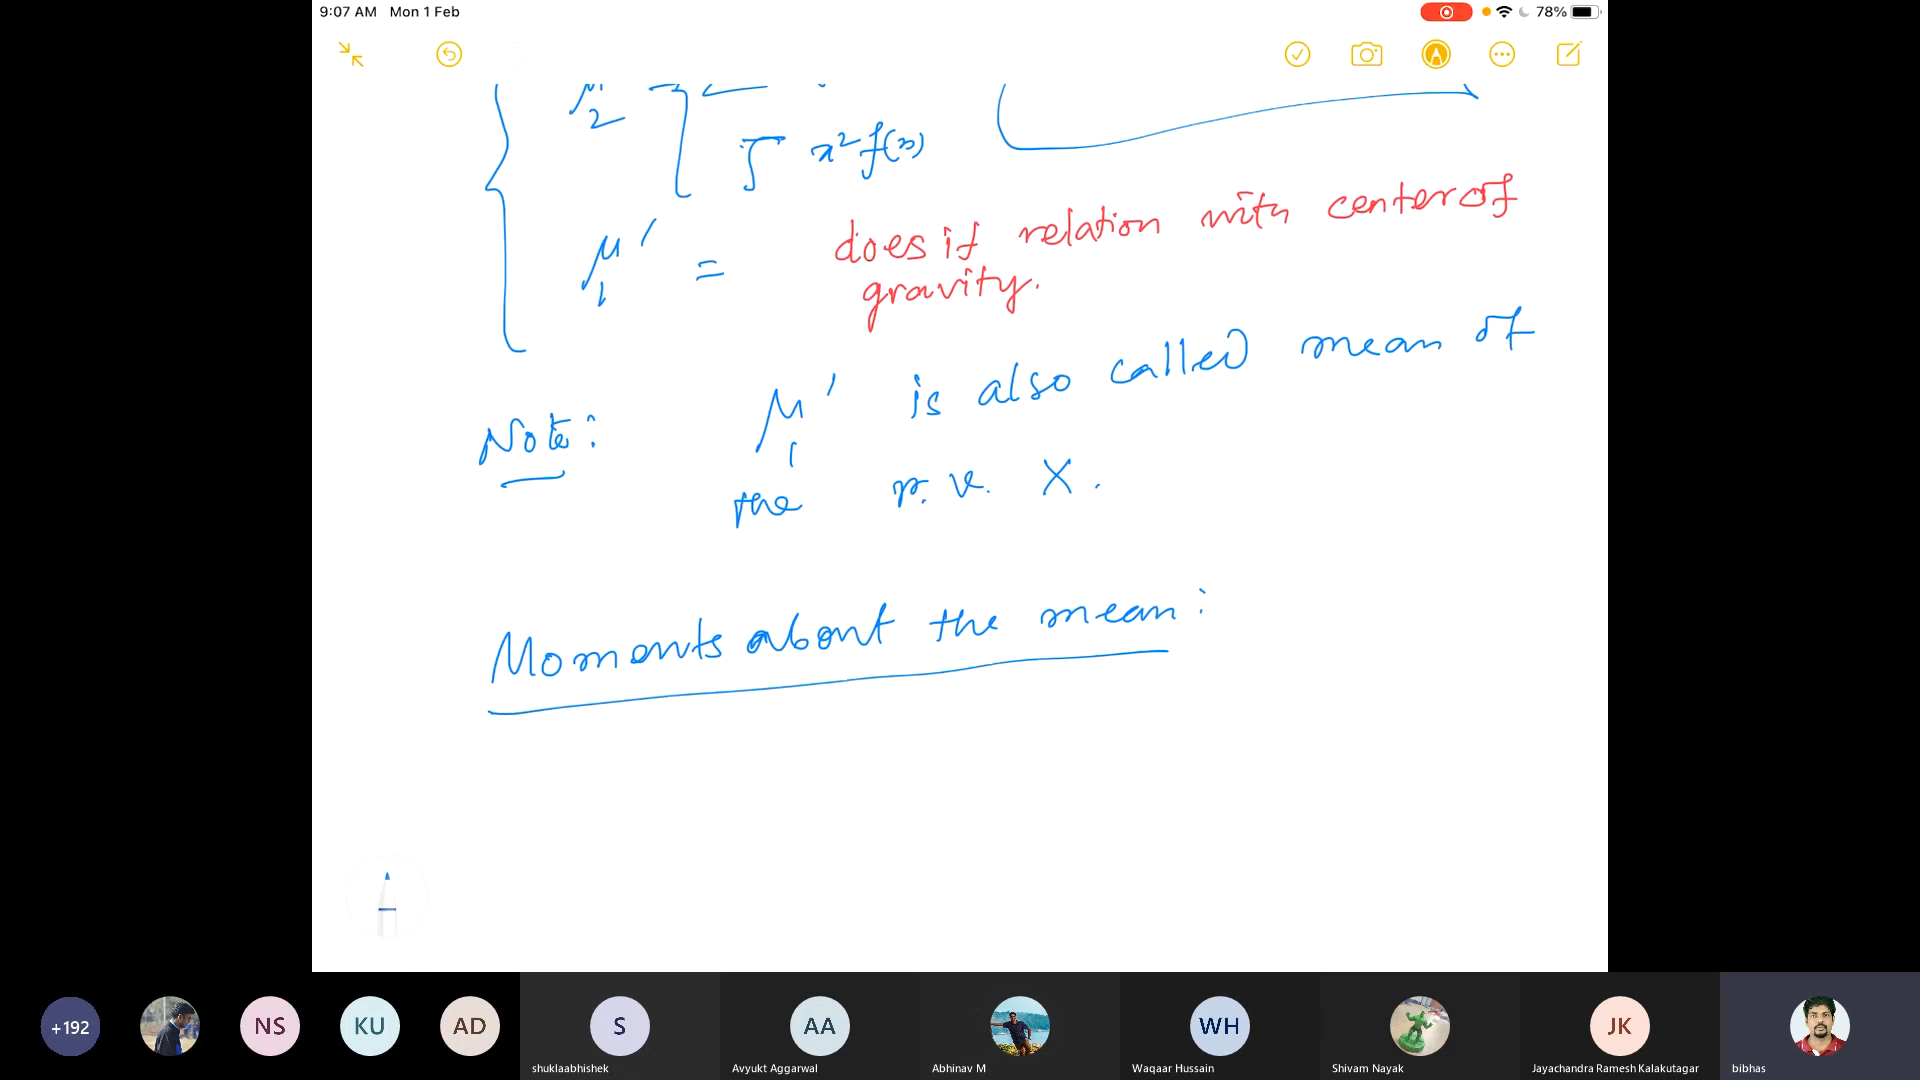 9:07 AM Mon 1 Feb
78%
μ
2
∫ x² f(x)
μ₁′ =
does it relation with center of
gravity.
Note: μ₁′ is also called mean of
the r.v. X.
Moments about the mean:
+192
NS
KU
AD
S
AA
WH
JK
shuklaabhishek
Avyukt Aggarwal
Abhinav M
Waqaar Hussain
Shivam Nayak
Jayachandra Ramesh Kalakutagar
bibhas